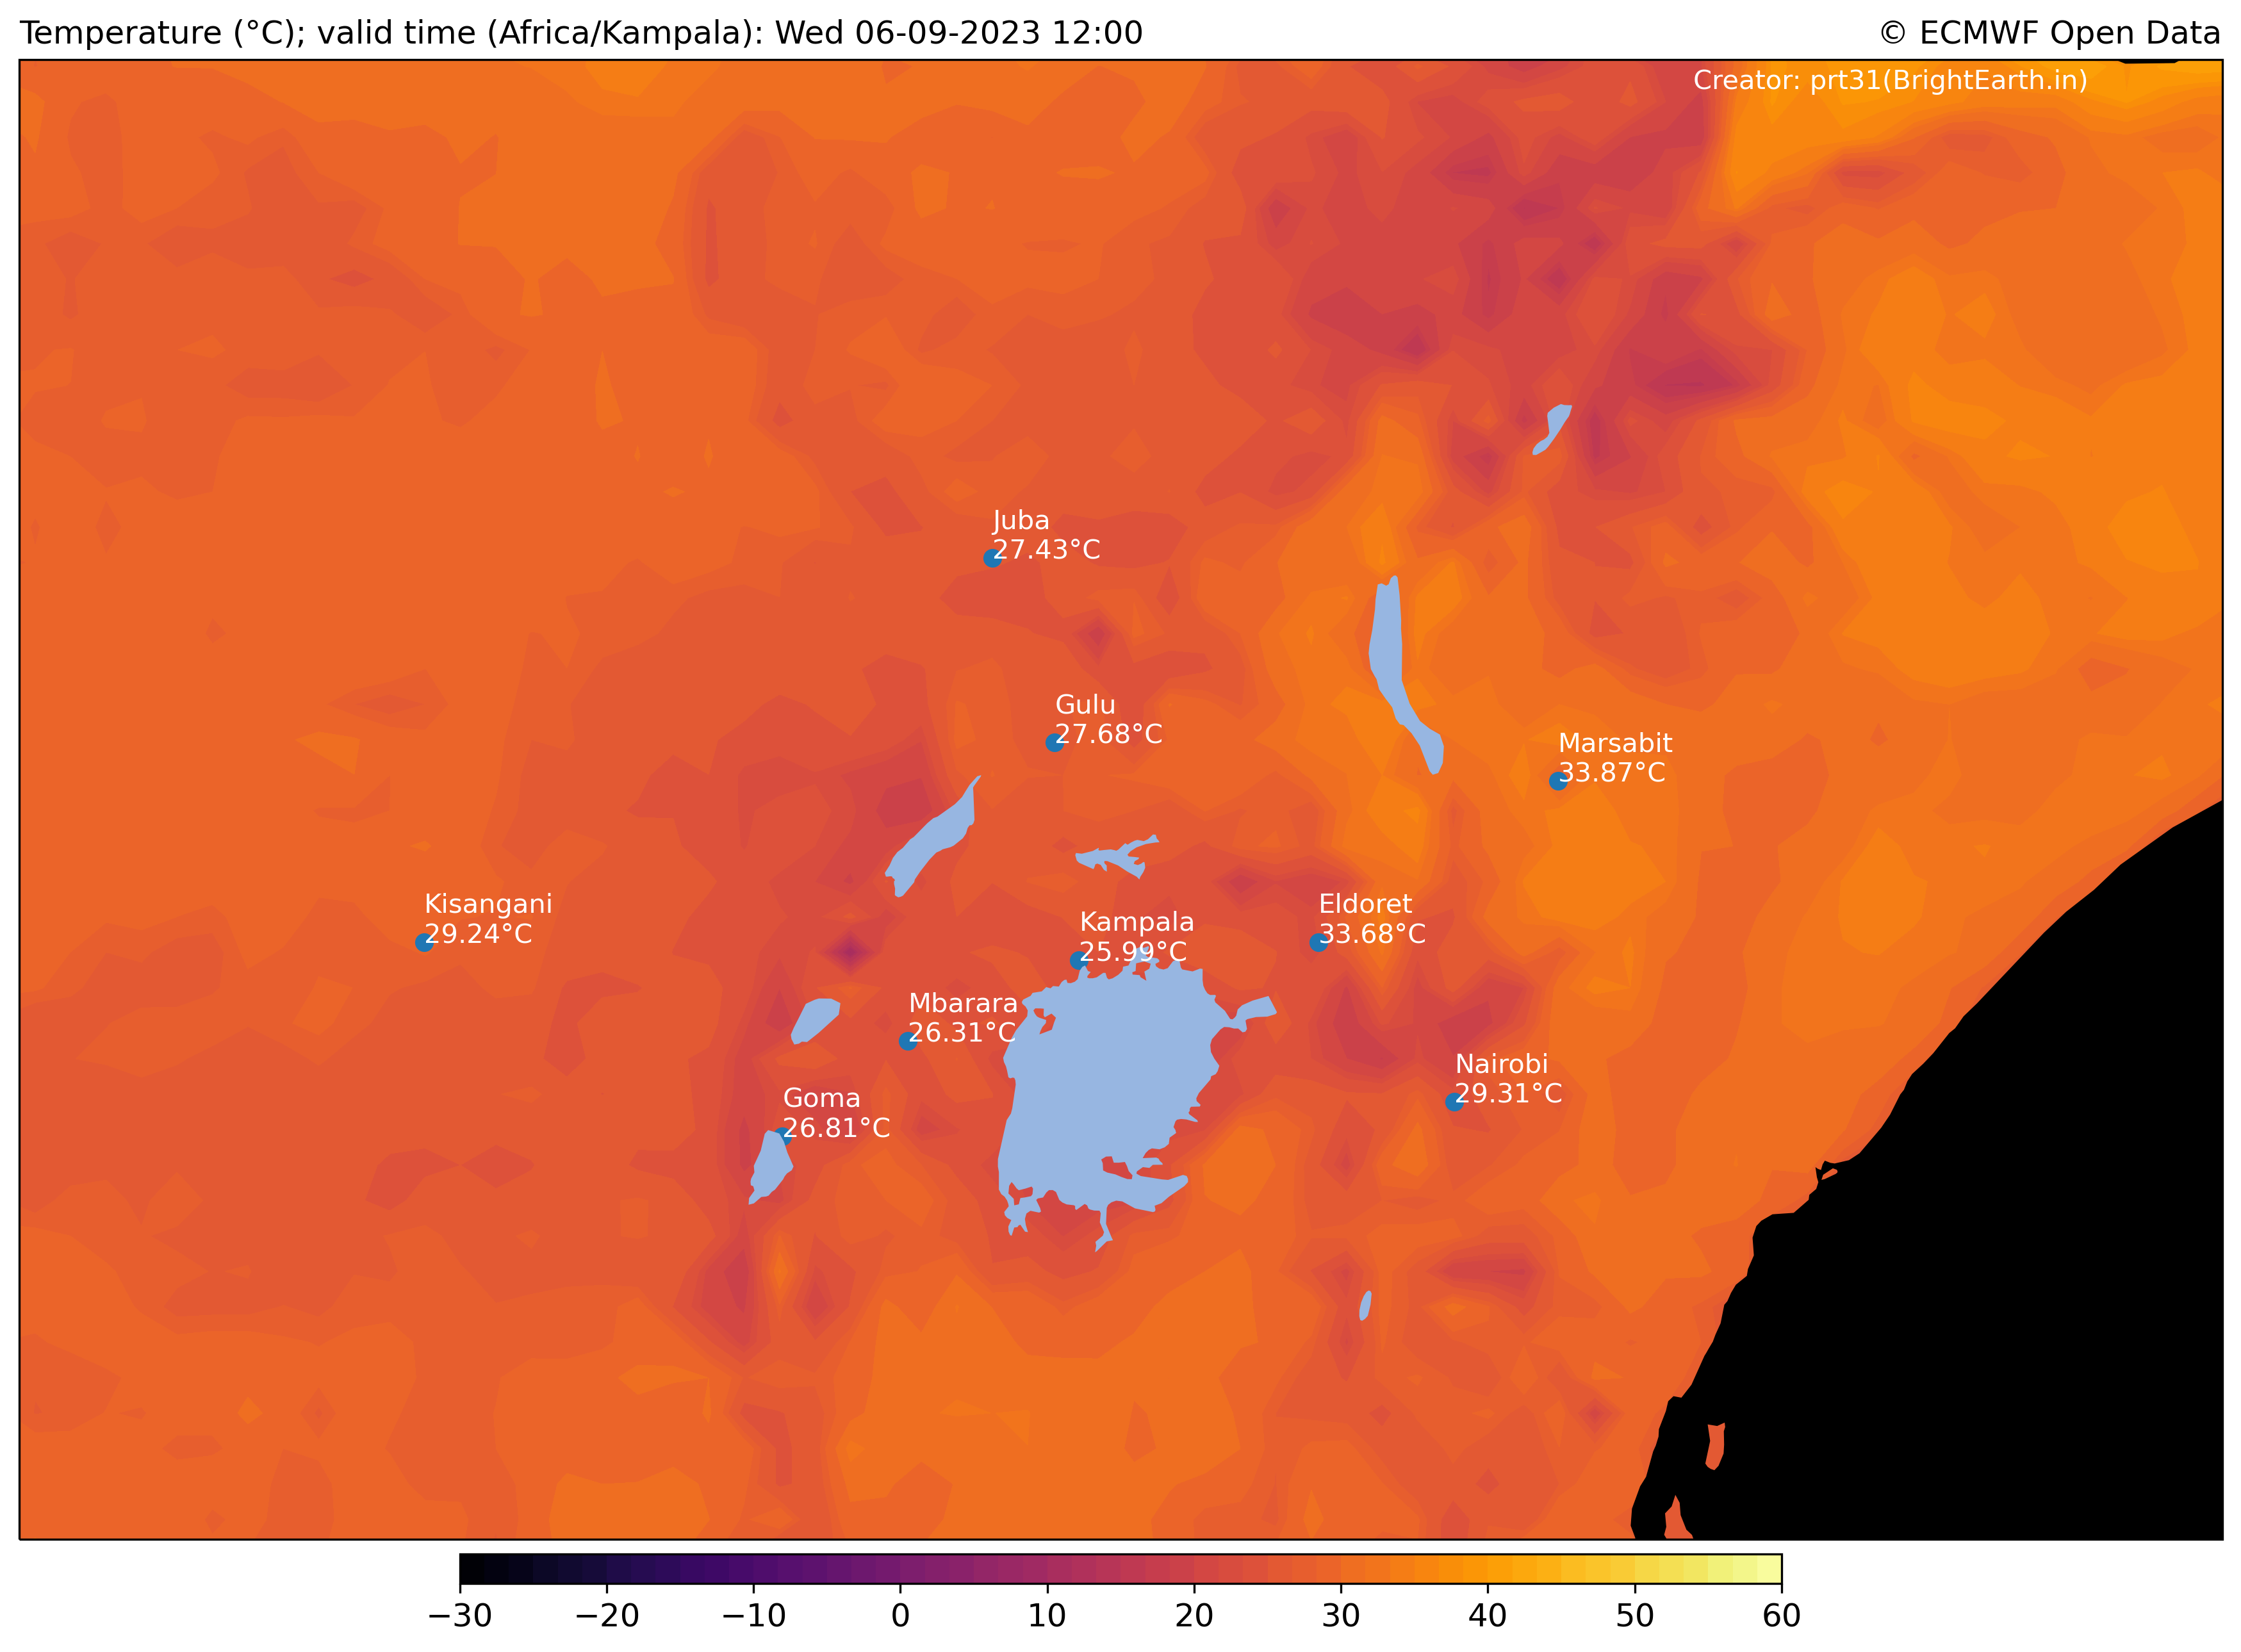 Temperature (°C); valid time (Africa/Kampala): Wed 06-09-2023 12:00
© ECMWF Open Data
Creator: prt31(BrightEarth.in)
Juba
27.43°C
Gulu
27.68°C
Marsabit
33.87°C
Kisangani
29.24°C
Eldoret
33.68°C
Kampala
25.99°C
Mbarara
26.31°C
Nairobi
29.31°C
Goma
26.81°C
−30 −20 −10 0 10 20 30 40 50 60